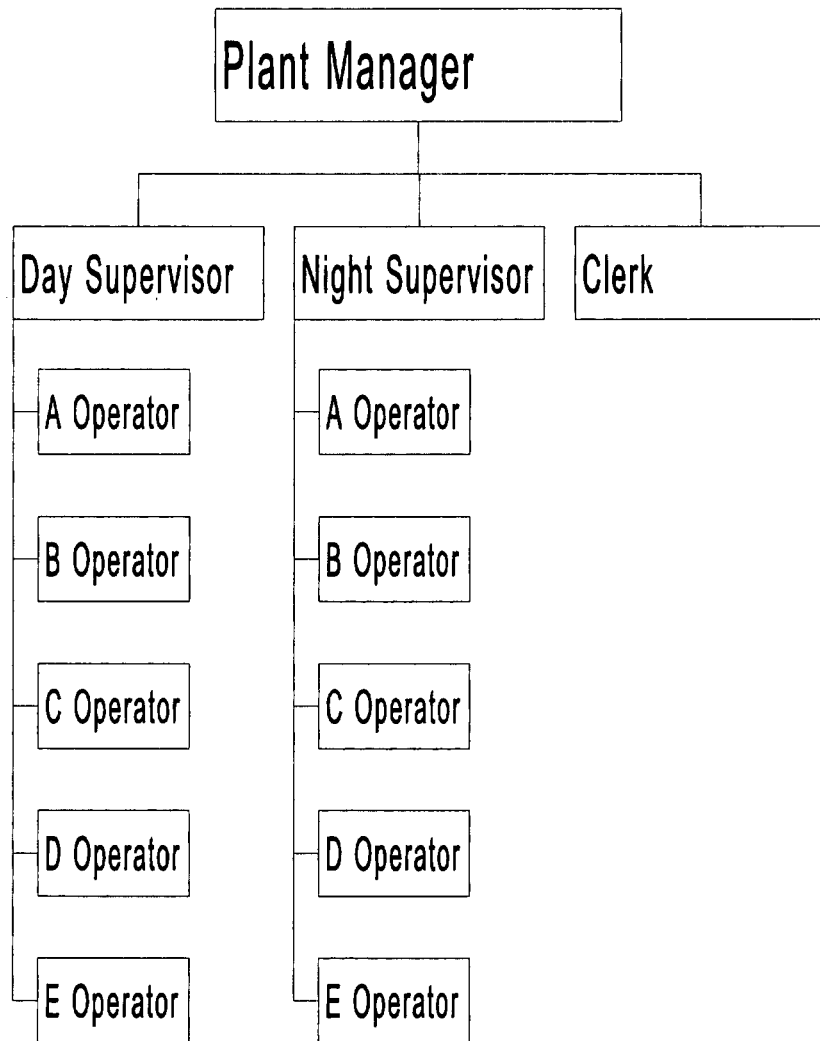 Plant Manager
Day Supervisor
Night Supervisor
Clerk
A Operator
A Operator
B Operator
B Operator
C Operator
C Operator
D Operator
D Operator
E Operator
E Operator